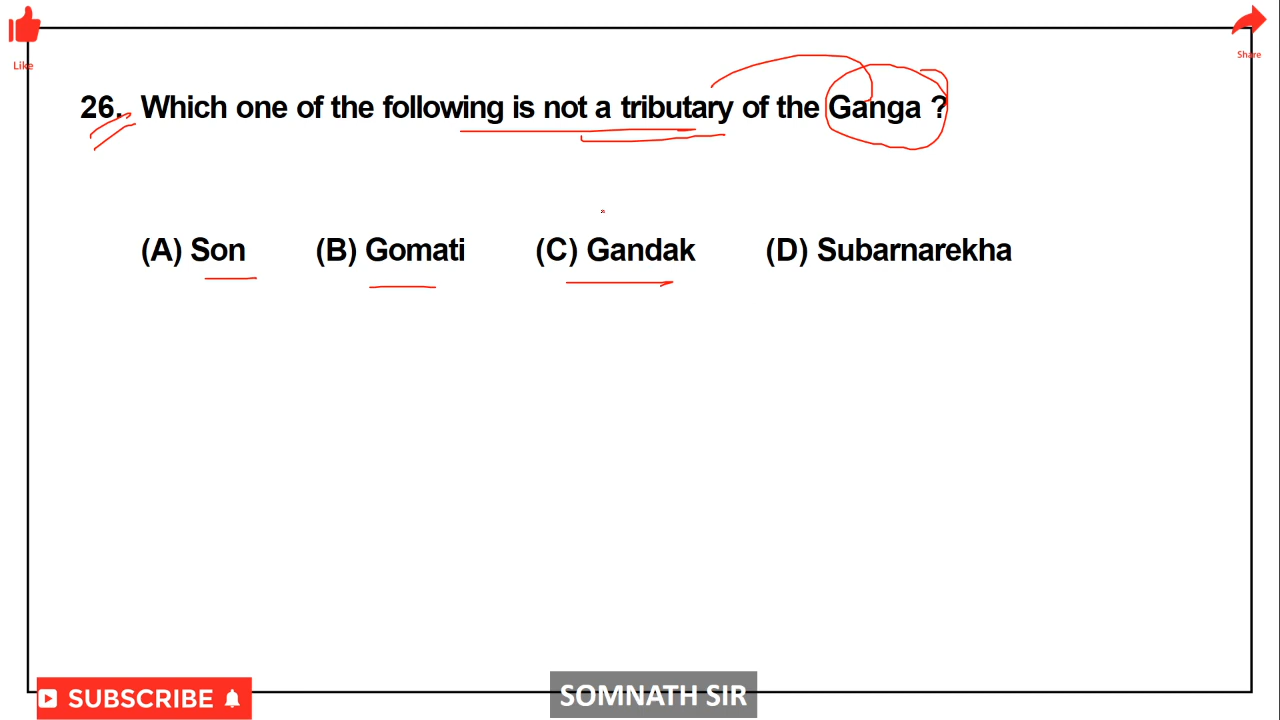 Like
Share
26. Which one of the following is not a tributary of the Ganga ?
(A) Son (B) Gomati (C) Gandak (D) Subarnarekha
SUBSCRIBE
SOMNATH SIR